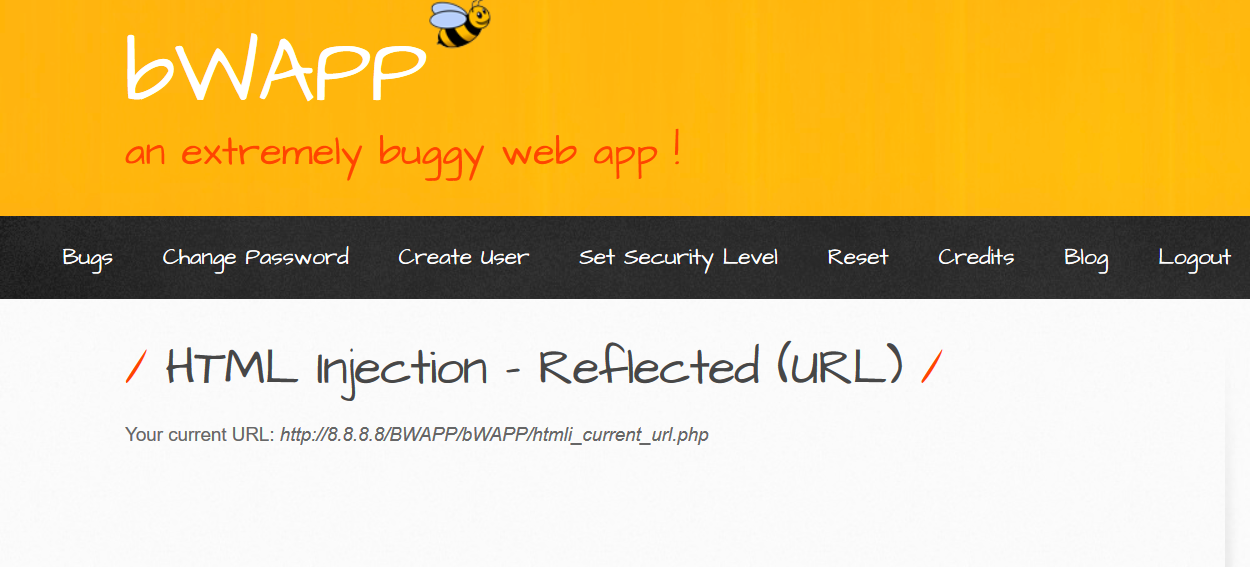 bWAPP
an extremely buggy web app !
Bugs Change Password Create User Set Security Level Reset Credits Blog Logout
/ HTML Injection - Reflected (URL) /
Your current URL: http://8.8.8.8/BWAPP/bWAPP/htmli_current_url.php